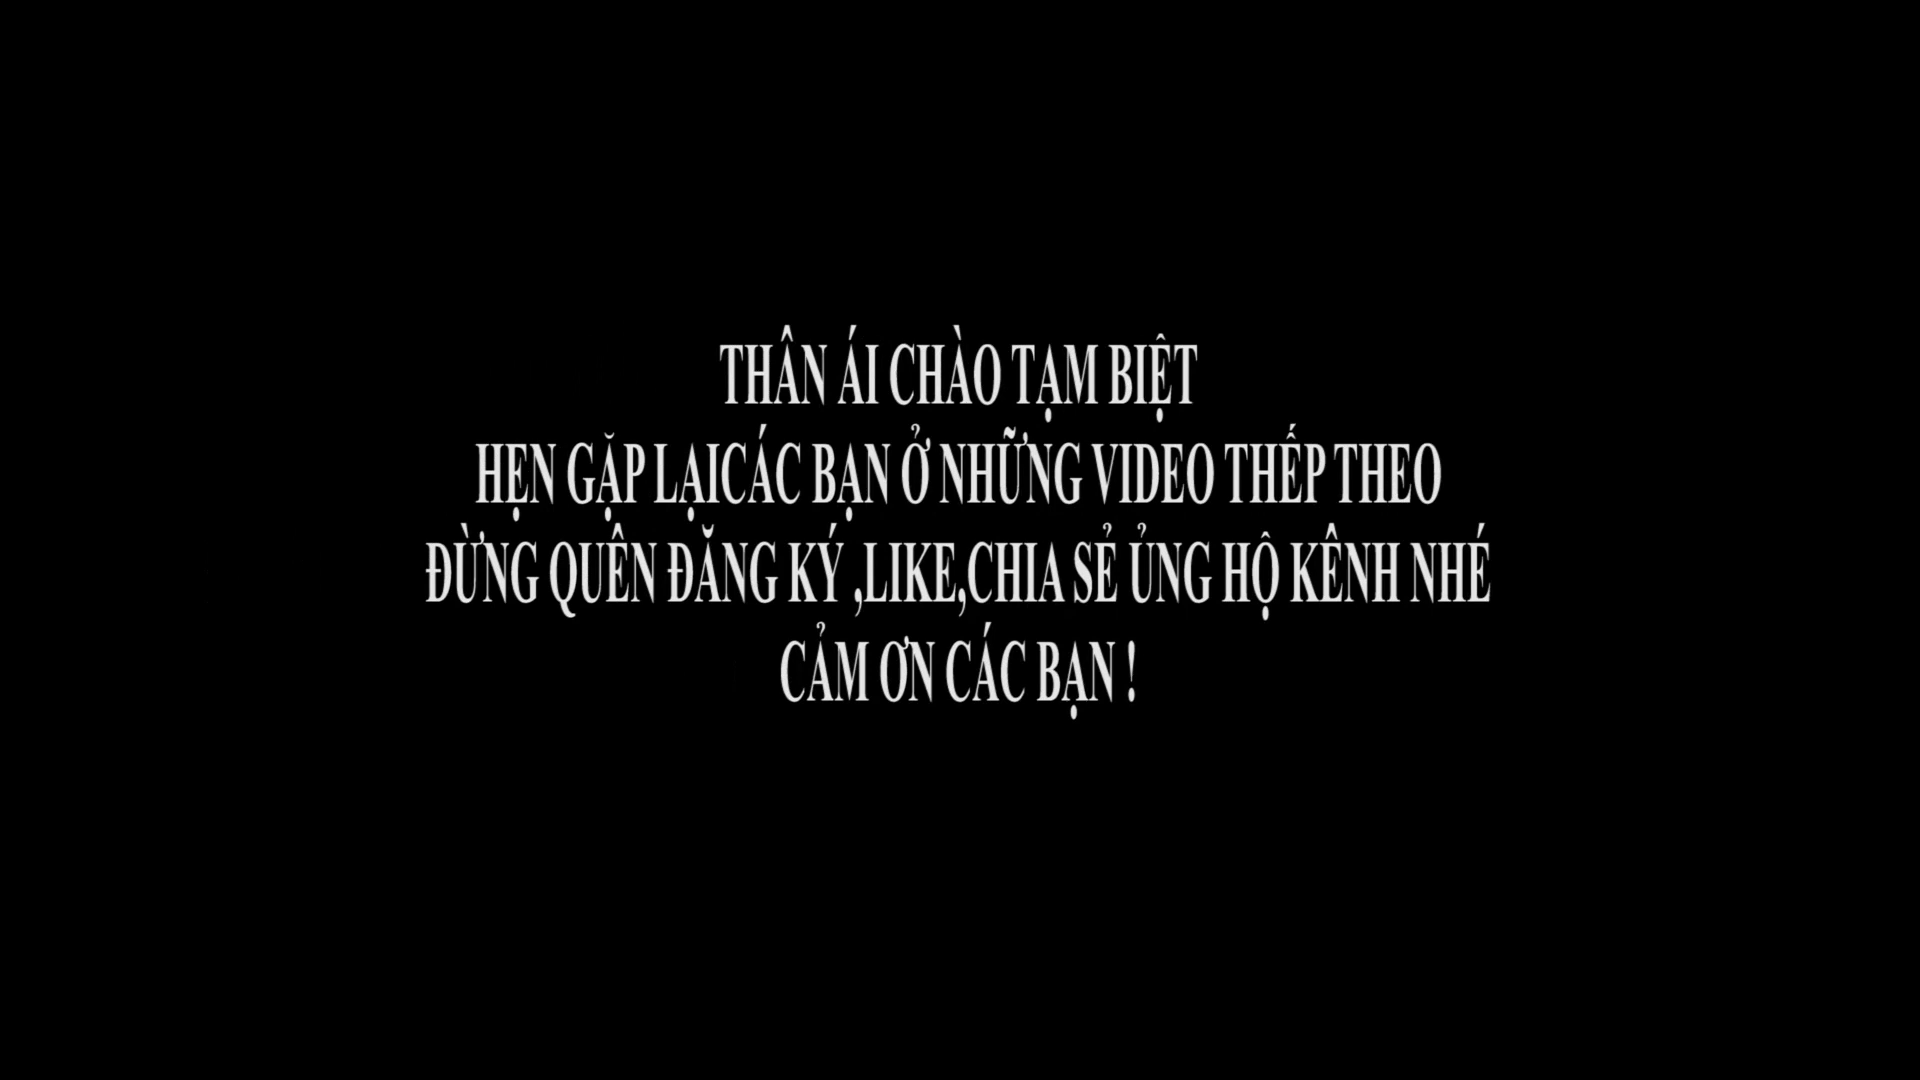 THÂN ÁI CHÀO TẠM BIỆT
HẸN GẶP LẠICÁC BẠN Ở NHỮNG VIDEO THẾP THEO
ĐỪNG QUÊN ĐĂNG KÝ ,LIKE,CHIA SẺ ỦNG HỘ KÊNH NHÉ
CẢM ƠN CÁC BẠN !